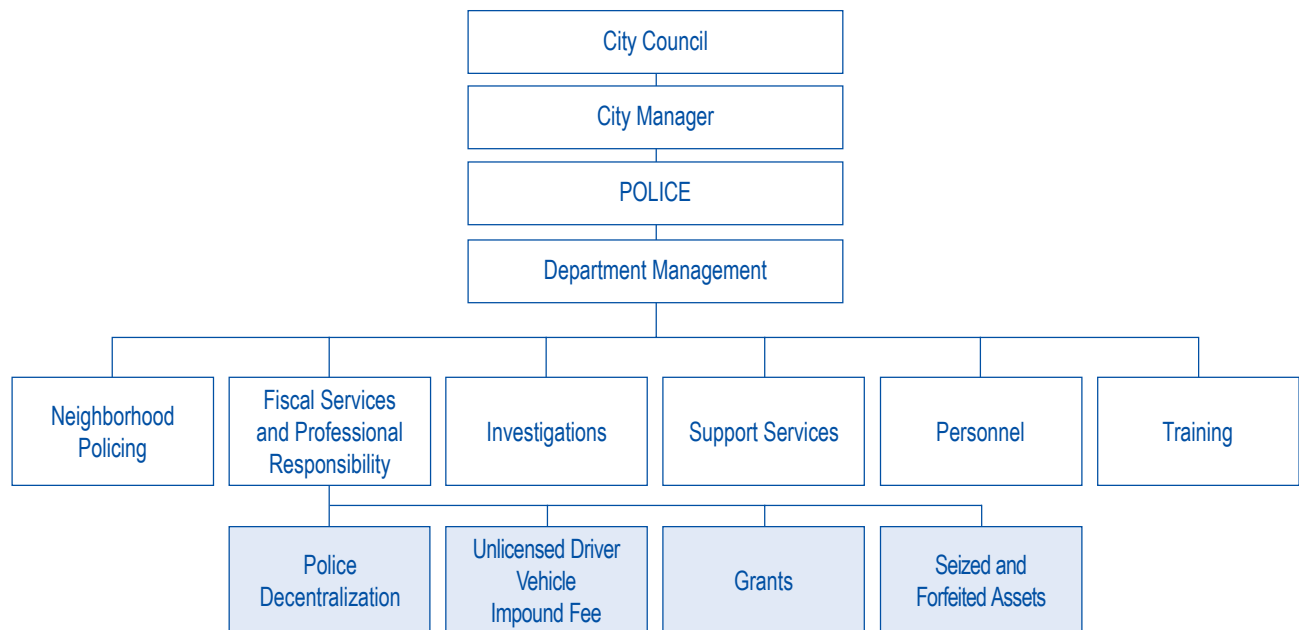 City Council
City Manager
POLICE
Department Management
Neighborhood
Policing
Fiscal Services
and Professional
Responsibility
Investigations
Support Services
Personnel
Training
Police
Decentralization
Unlicensed Driver
Vehicle
Impound Fee
Grants
Seized and
Forfeited Assets